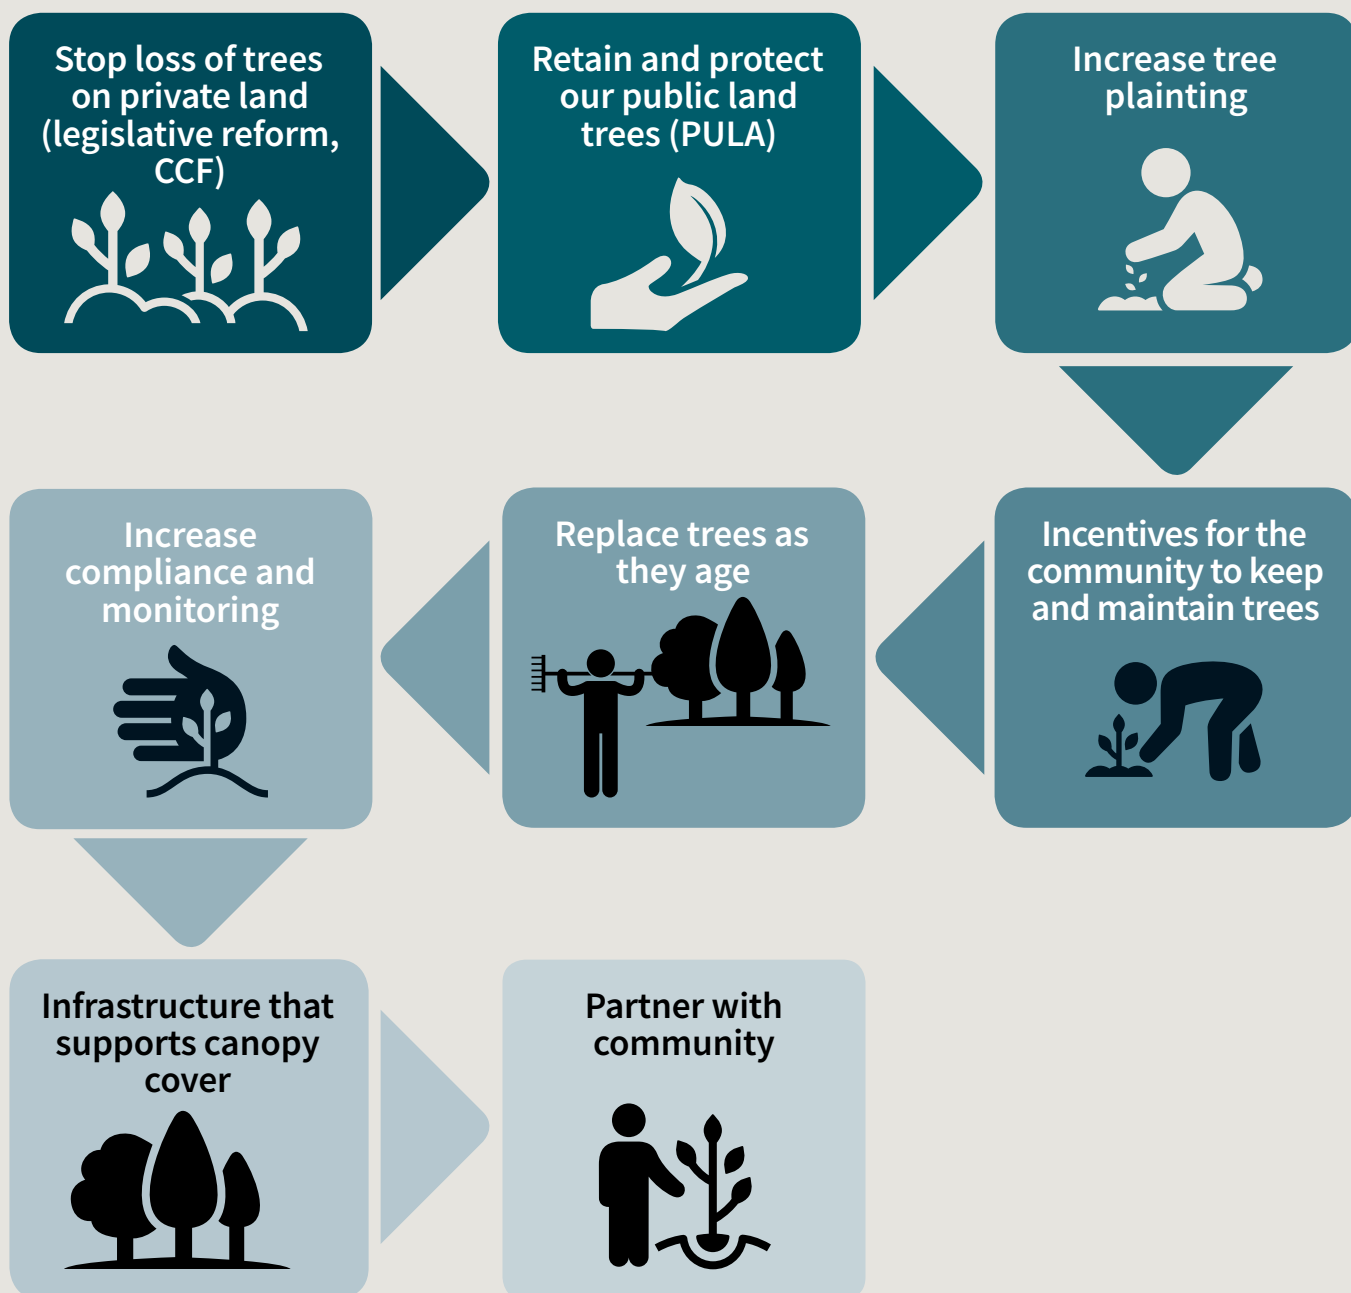 Stop loss of trees
on private land
(legislative reform,
CCF)
Retain and protect
our public land
trees (PULA)
Increase tree
plainting
Incentives for the
community to keep
and maintain trees
Replace trees as
they age
Increase
compliance and
monitoring
Infrastructure that
supports canopy
cover
Partner with
community